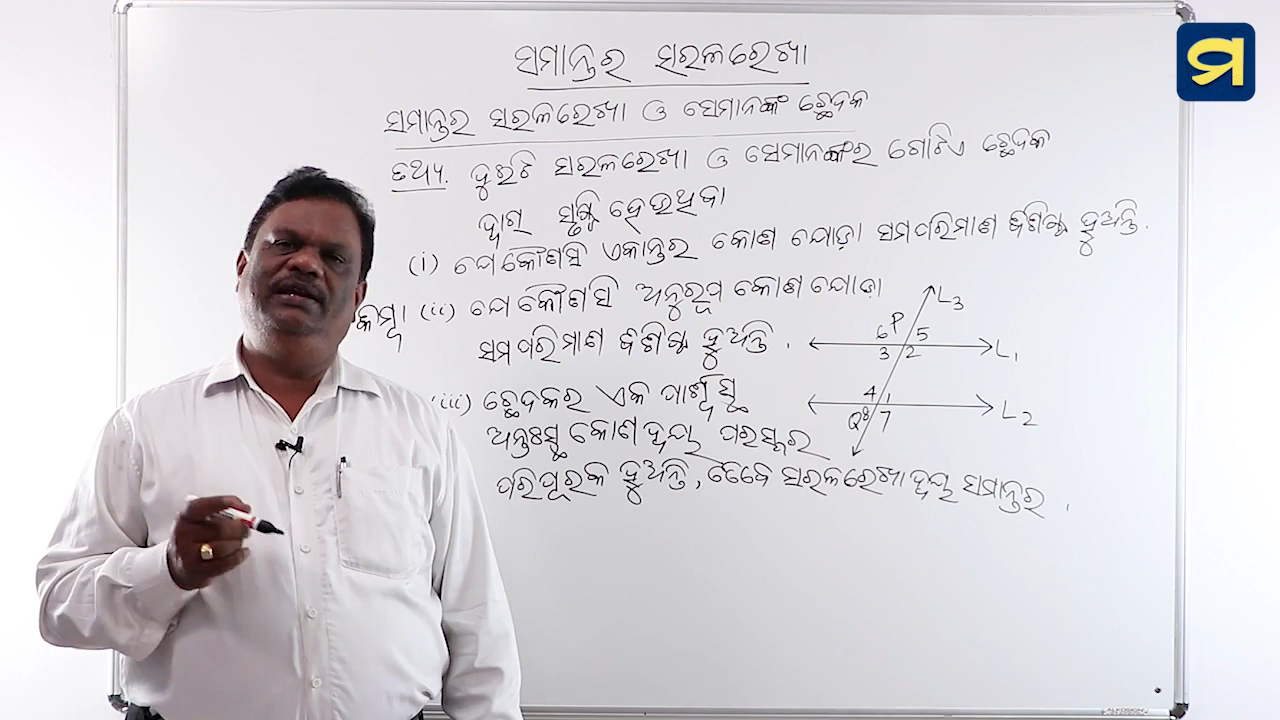 ମ
ସମାନ୍ତର ସରଳରେଖା
ସମାନ୍ତର ସରଳରେଖା ଓ ସେମାନଙ୍କ ଛେଦକ
ତଥ୍ୟ. ଦୁଇଟି ସରଳରେଖା ଓ ସେମାନଙ୍କର ଗୋଟିଏ ଛେଦକ
ଦ୍ୱାରା ସୃଷ୍ଟି ହେଉଥିବା
(i) ଯେକୌଣସି ଏକାନ୍ତର କୋଣ ଯୋଡ଼ା ସମପରିମାଣ ବିଶିଷ୍ଟ ହୁଅନ୍ତି.
କିମ୍ବା (ii) ଯେକୌଣସି ଅନୁରୂପ କୋଣ ଯୋଡା
ସମପରିମାଣ ବିଶିଷ୍ଟ ହୁଅନ୍ତି.
(iii) ଛେଦକର ଏକ ପାର୍ଶ୍ୱସ୍ଥ
ଅନ୍ତଃସ୍ଥ କୋଣଦ୍ୱୟ ପରସ୍ପର
ପରିପୂରକ ହୁଅନ୍ତି, ତେବେ ସରଳରେଖାଦ୍ୱୟ ସମାନ୍ତର.
L3
P
6 5
3 2 L1
4 1
Q 8 7 L2